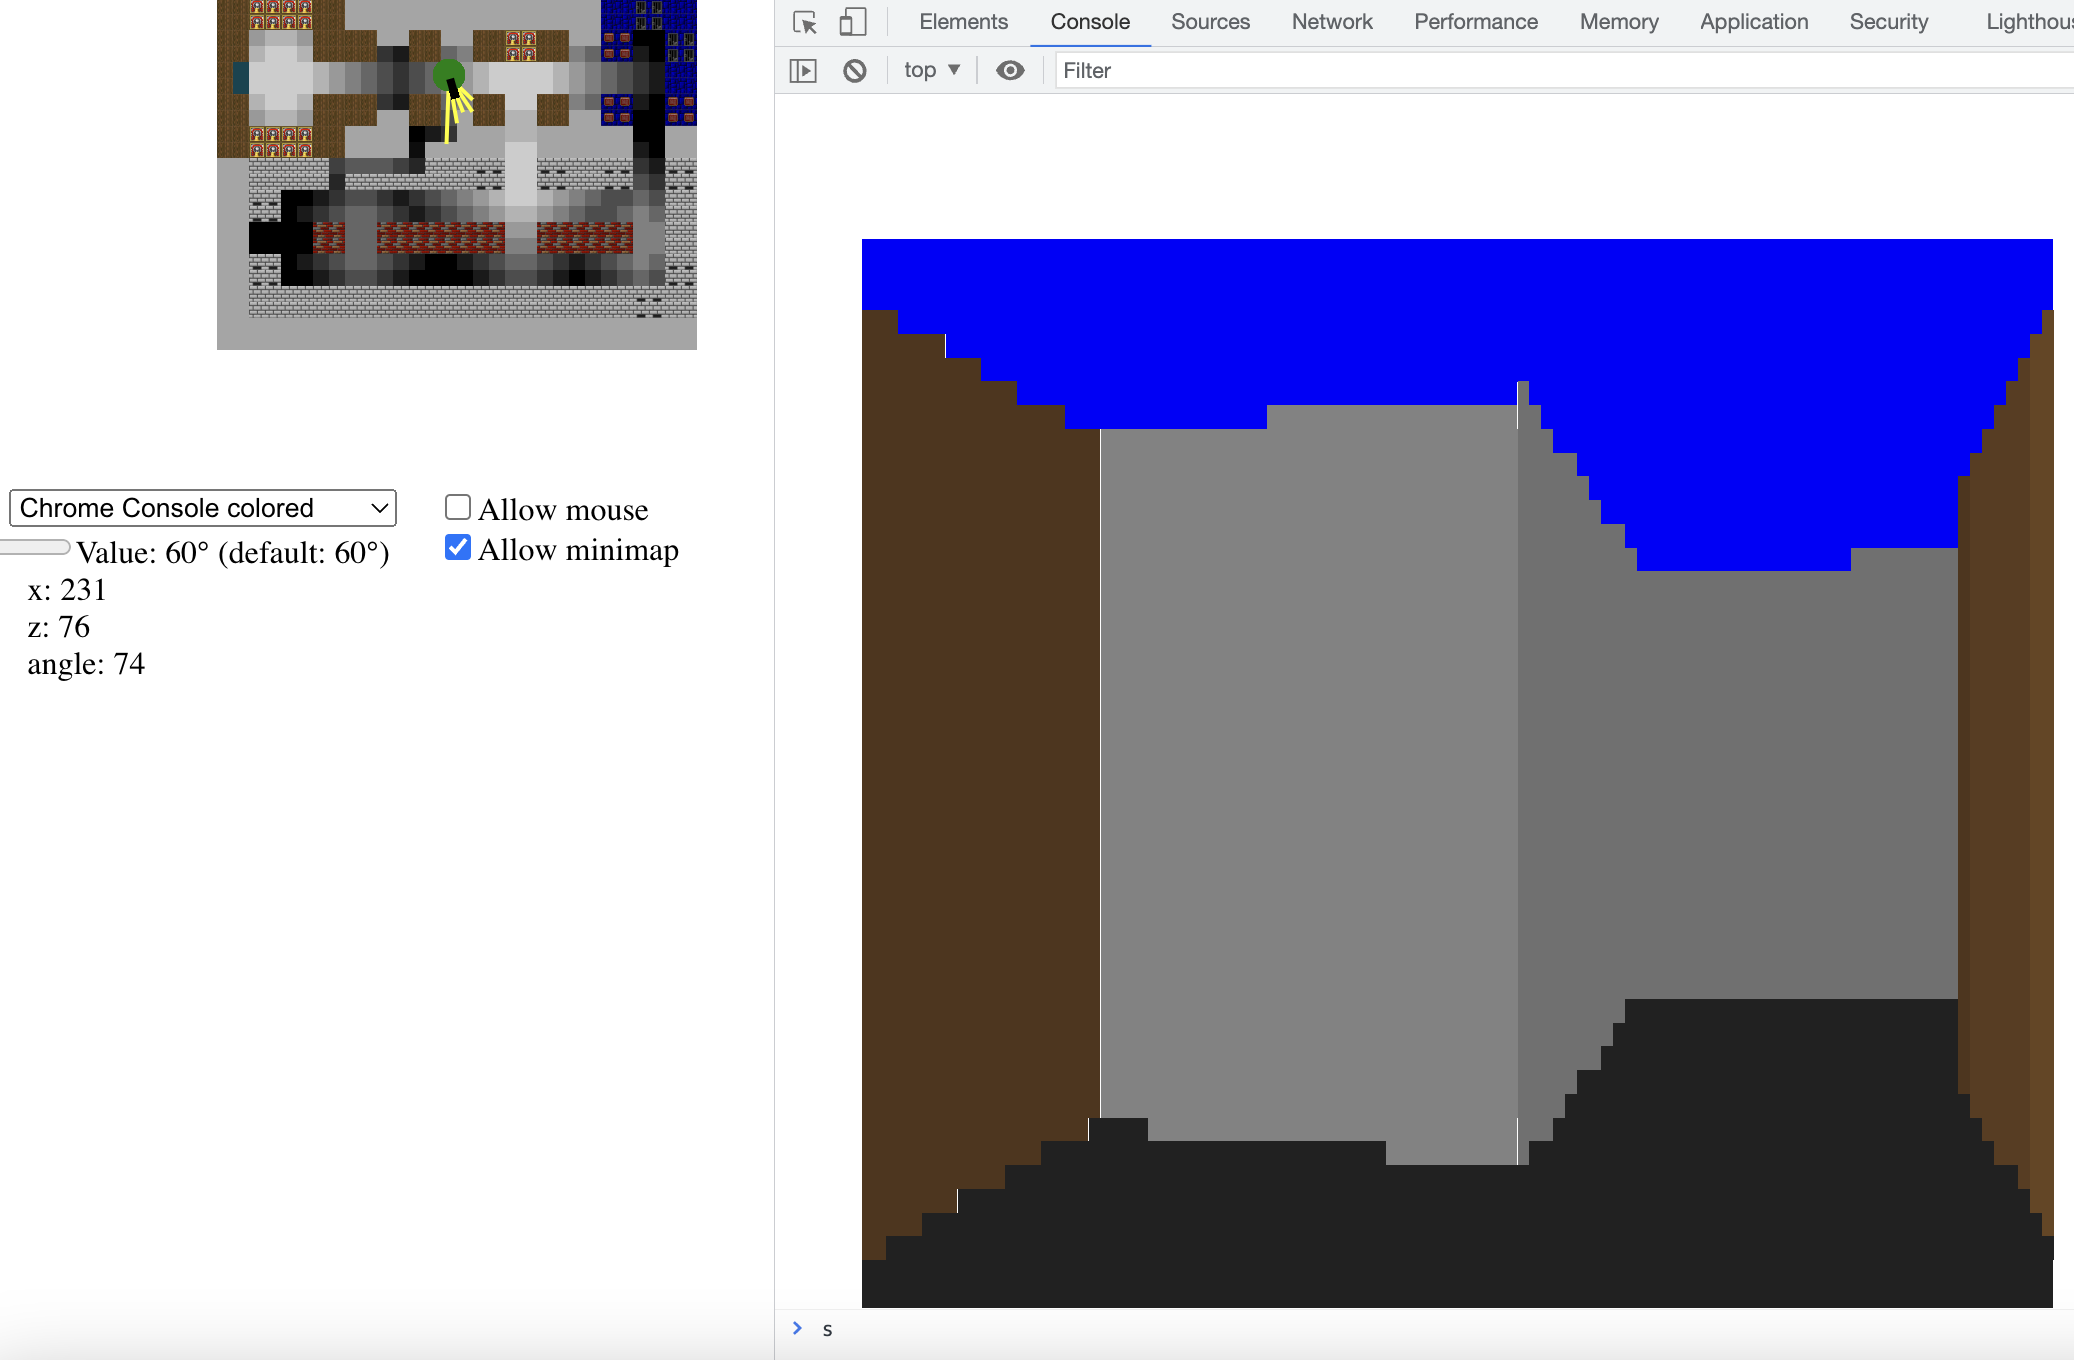 Elements Console Sources Network Performance Memory Application Security Lighthou
top ▼ Filter
Chrome Console colored
Allow mouse
Value: 60° (default: 60°)
Allow minimap
x: 231
z: 76
angle: 74
> s